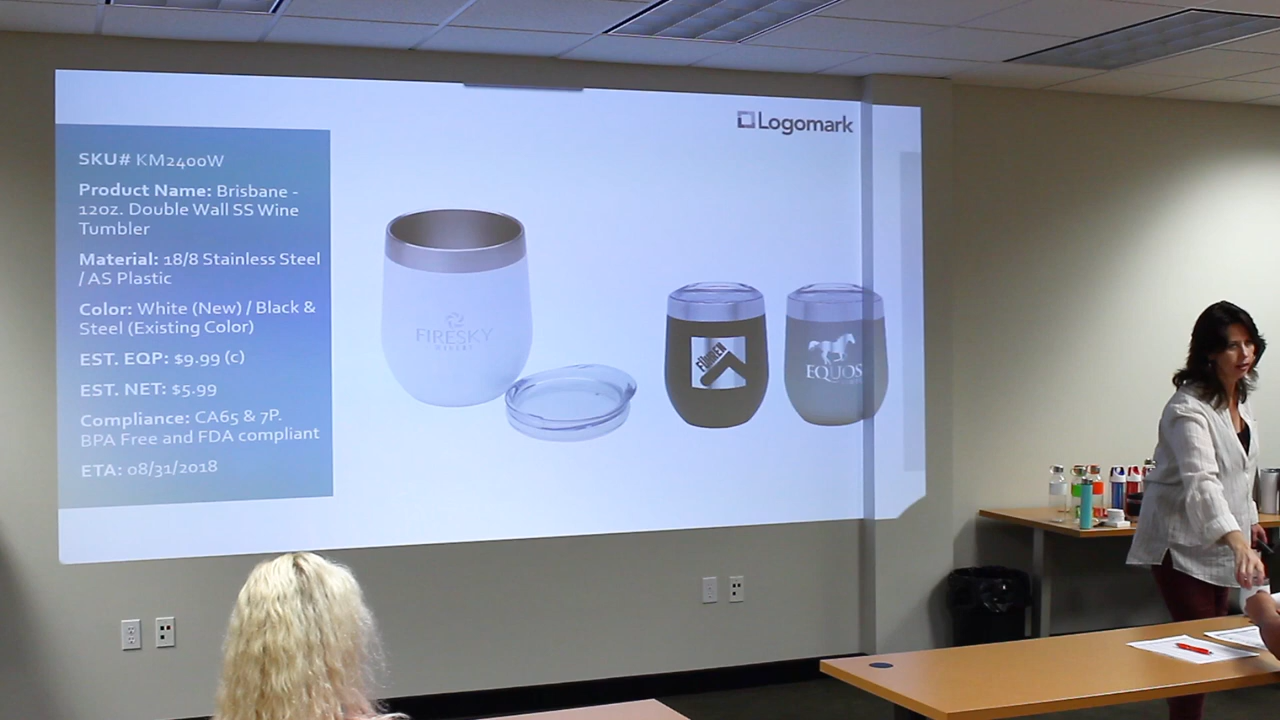 Logomark
SKU# KM2400W
Product Name: Brisbane -
12oz. Double Wall SS Wine
Tumbler
Material: 18/8 Stainless Steel
/ AS Plastic
Color: White (New) / Black &
Steel (Existing Color)
EST. EQP: $9.99 (c)
EST. NET: $5.99
Compliance: CA65 & 7P.
BPA Free and FDA compliant
ETA: 08/31/2018
FIRESKY
FÜHREN
EQUOS